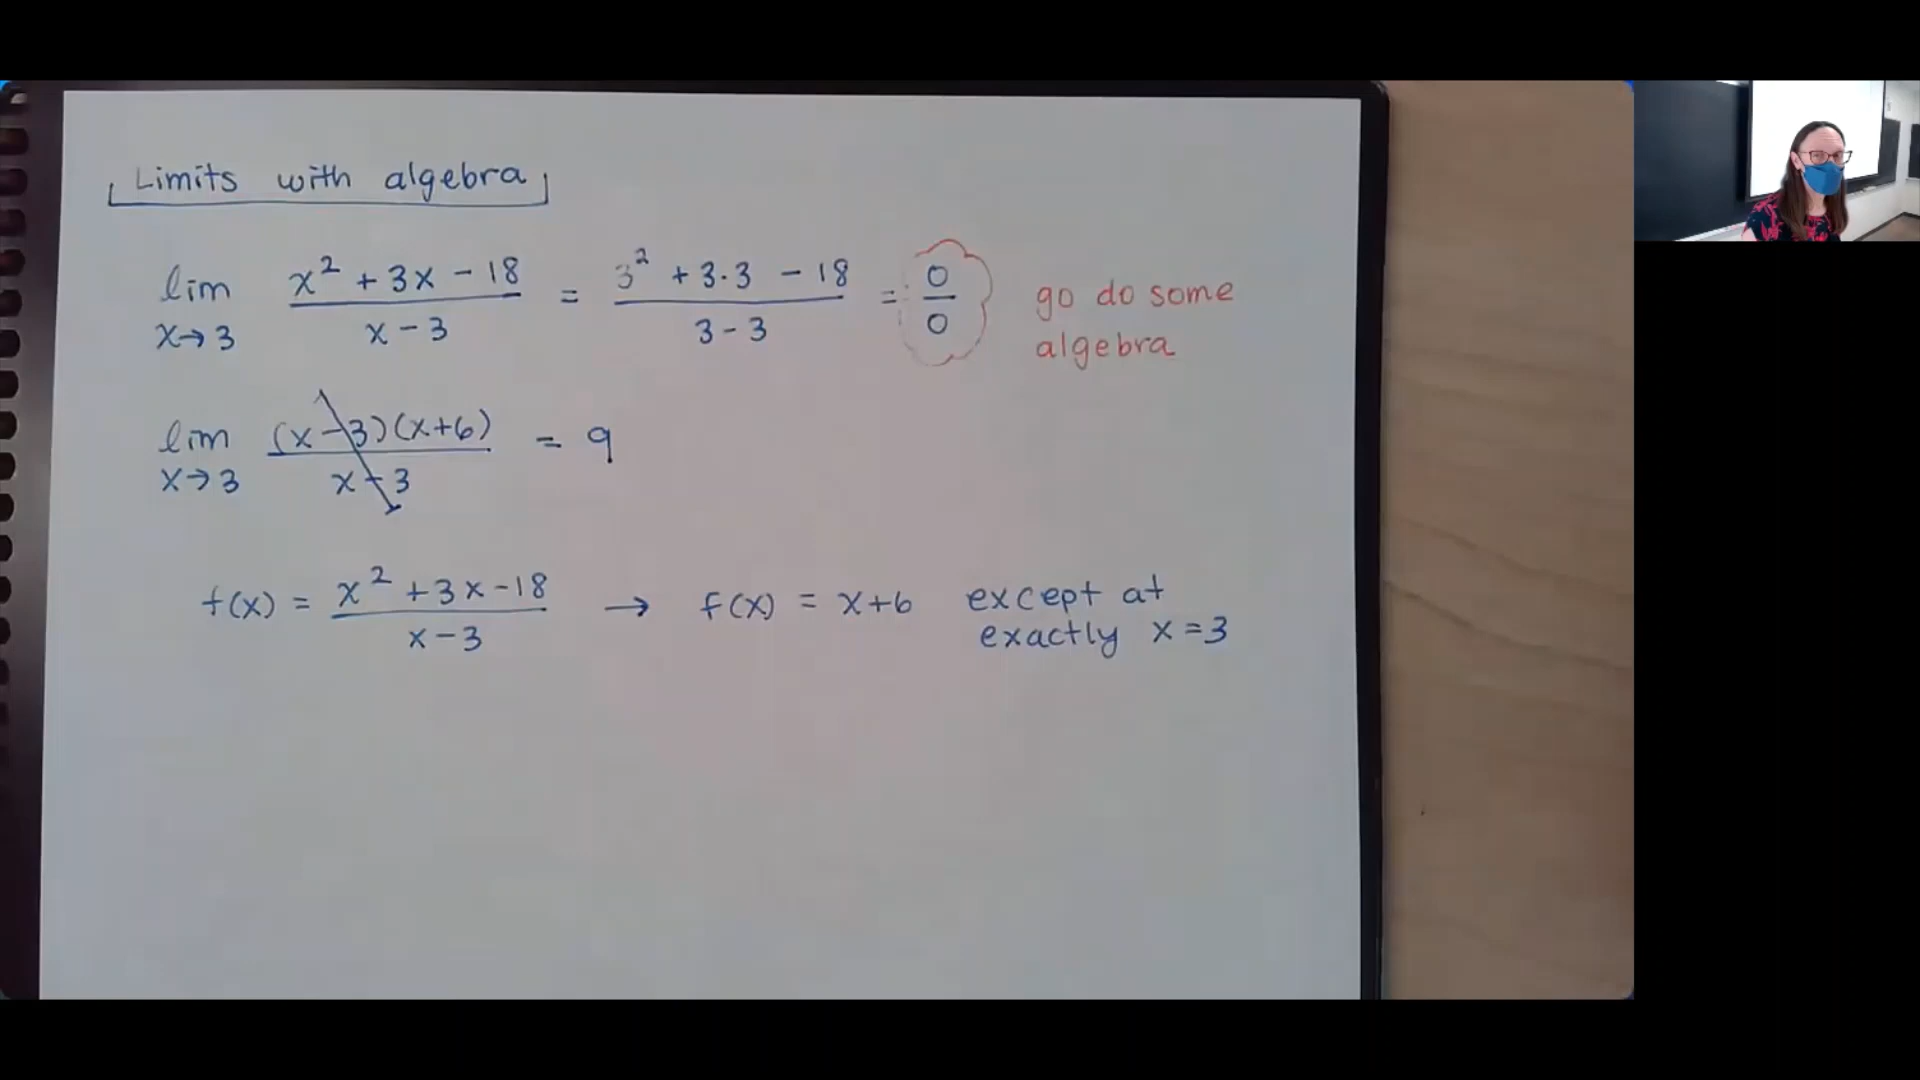 Limits with algebra
lim x→3 (x² + 3x - 18)/(x - 3) = (3² + 3·3 - 18)/(3 - 3) = 0/0 go do some algebra
lim x→3 (x-3)(x+6)/(x-3) = 9
f(x) = (x² + 3x - 18)/(x - 3) → f(x) = x+6 except at exactly x = 3